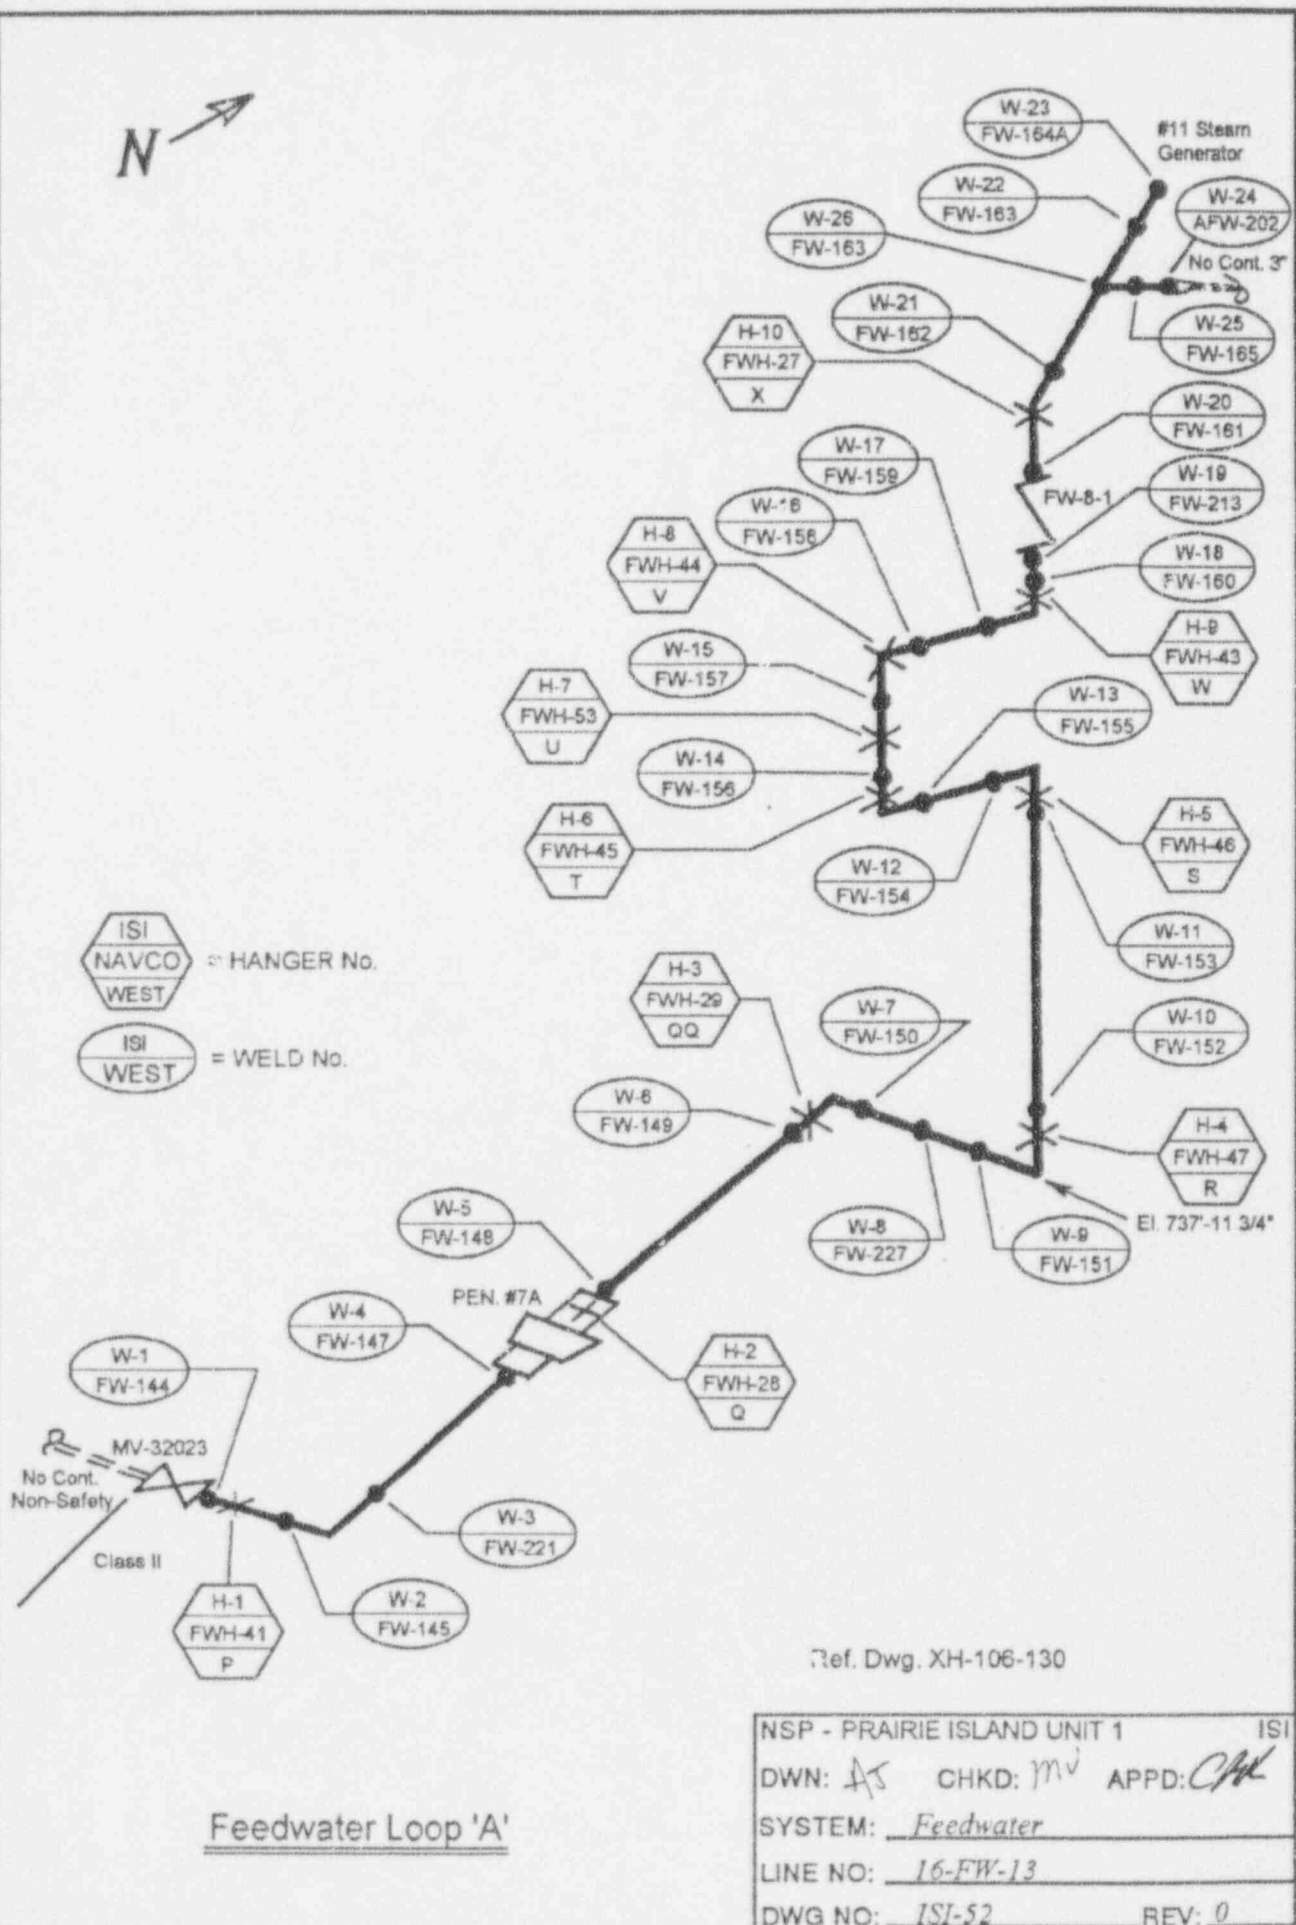 N
W-23
FW-164A
#11 Steam
Generator
W-22
FW-163
W-24
AFW-202
W-26
FW-163
No Cont. 3"
W-21
FW-162
W-25
FW-165
H-10
FWH-27
X
W-20
FW-161
W-17
FW-159
W-19
FW-213
FW-8-1
W-16
FW-158
H-8
FWH-44
V
W-18
FW-160
H-9
FWH-43
W
W-15
FW-157
H-7
FWH-53
U
W-13
FW-155
W-14
FW-156
H-6
FWH-45
T
H-5
FWH-46
S
W-12
FW-154
W-11
FW-153
ISI
NAVCO
WEST
= HANGER No.
H-3
FWH-29
QQ
W-7
FW-150
W-10
FW-152
ISI
WEST
= WELD No.
W-6
FW-149
H-4
FWH-47
R
W-5
FW-148
W-8
FW-227
W-9
FW-151
El. 737'-11 3/4"
PEN. #7A
W-4
FW-147
H-2
FWH-28
Q
W-1
FW-144
MV-32023
No Cont.
Non-Safety
W-3
FW-221
Class II
H-1
FWH-41
P
W-2
FW-145
Ref. Dwg. XH-106-130
NSP - PRAIRIE ISLAND UNIT 1 ISI
DWN: AJ CHKD: MV APPD:
Feedwater Loop 'A'
SYSTEM: Feedwater
LINE NO: 16-FW-13
DWG NO: ISI-52 REV: 0